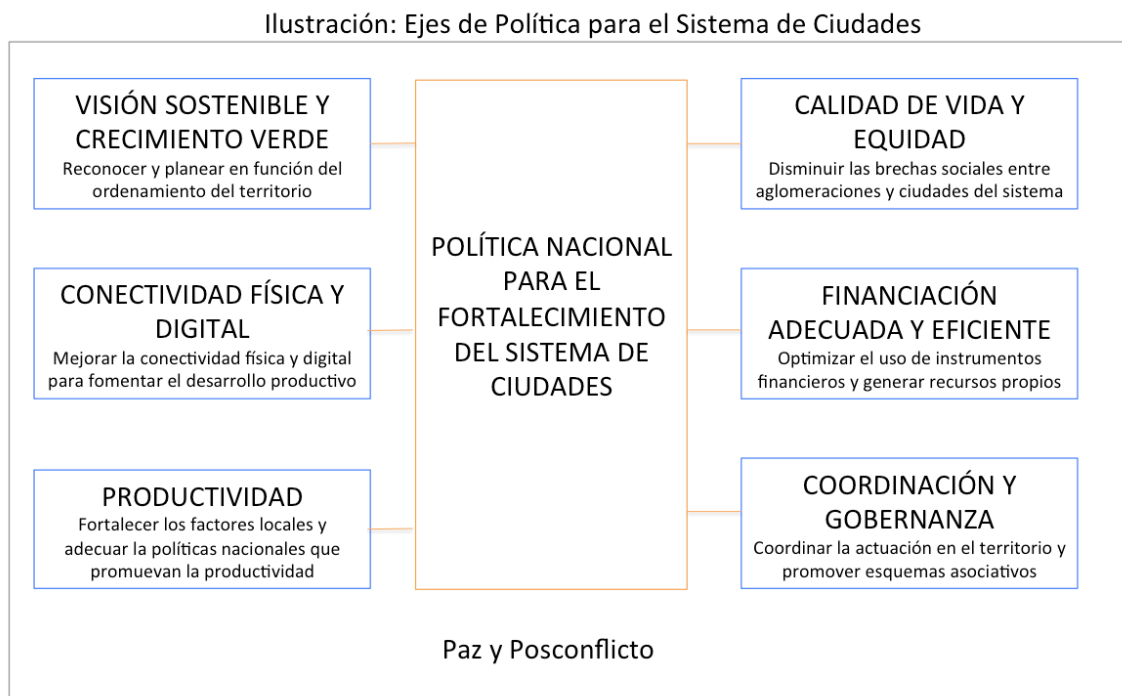 Ilustración: Ejes de Política para el Sistema de Ciudades
VISIÓN SOSTENIBLE Y
CRECIMIENTO VERDE
Reconocer y planear en función del
ordenamiento del territorio
CONECTIVIDAD FÍSICA Y
DIGITAL
Mejorar la conectividad física y digital
para fomentar el desarrollo productivo
PRODUCTIVIDAD
Fortalecer los factores locales y
adecuar la políticas nacionales que
promuevan la productividad
POLÍTICA NACIONAL
PARA EL
FORTALECIMIENTO
DEL SISTEMA DE
CIUDADES
CALIDAD DE VIDA Y
EQUIDAD
Disminuir las brechas sociales entre
aglomeraciones y ciudades del sistema
FINANCIACIÓN
ADECUADA Y EFICIENTE
Optimizar el uso de instrumentos
financieros y generar recursos propios
COORDINACIÓN Y
GOBERNANZA
Coordinar la actuación en el territorio y
promover esquemas asociativos
Paz y Posconflicto